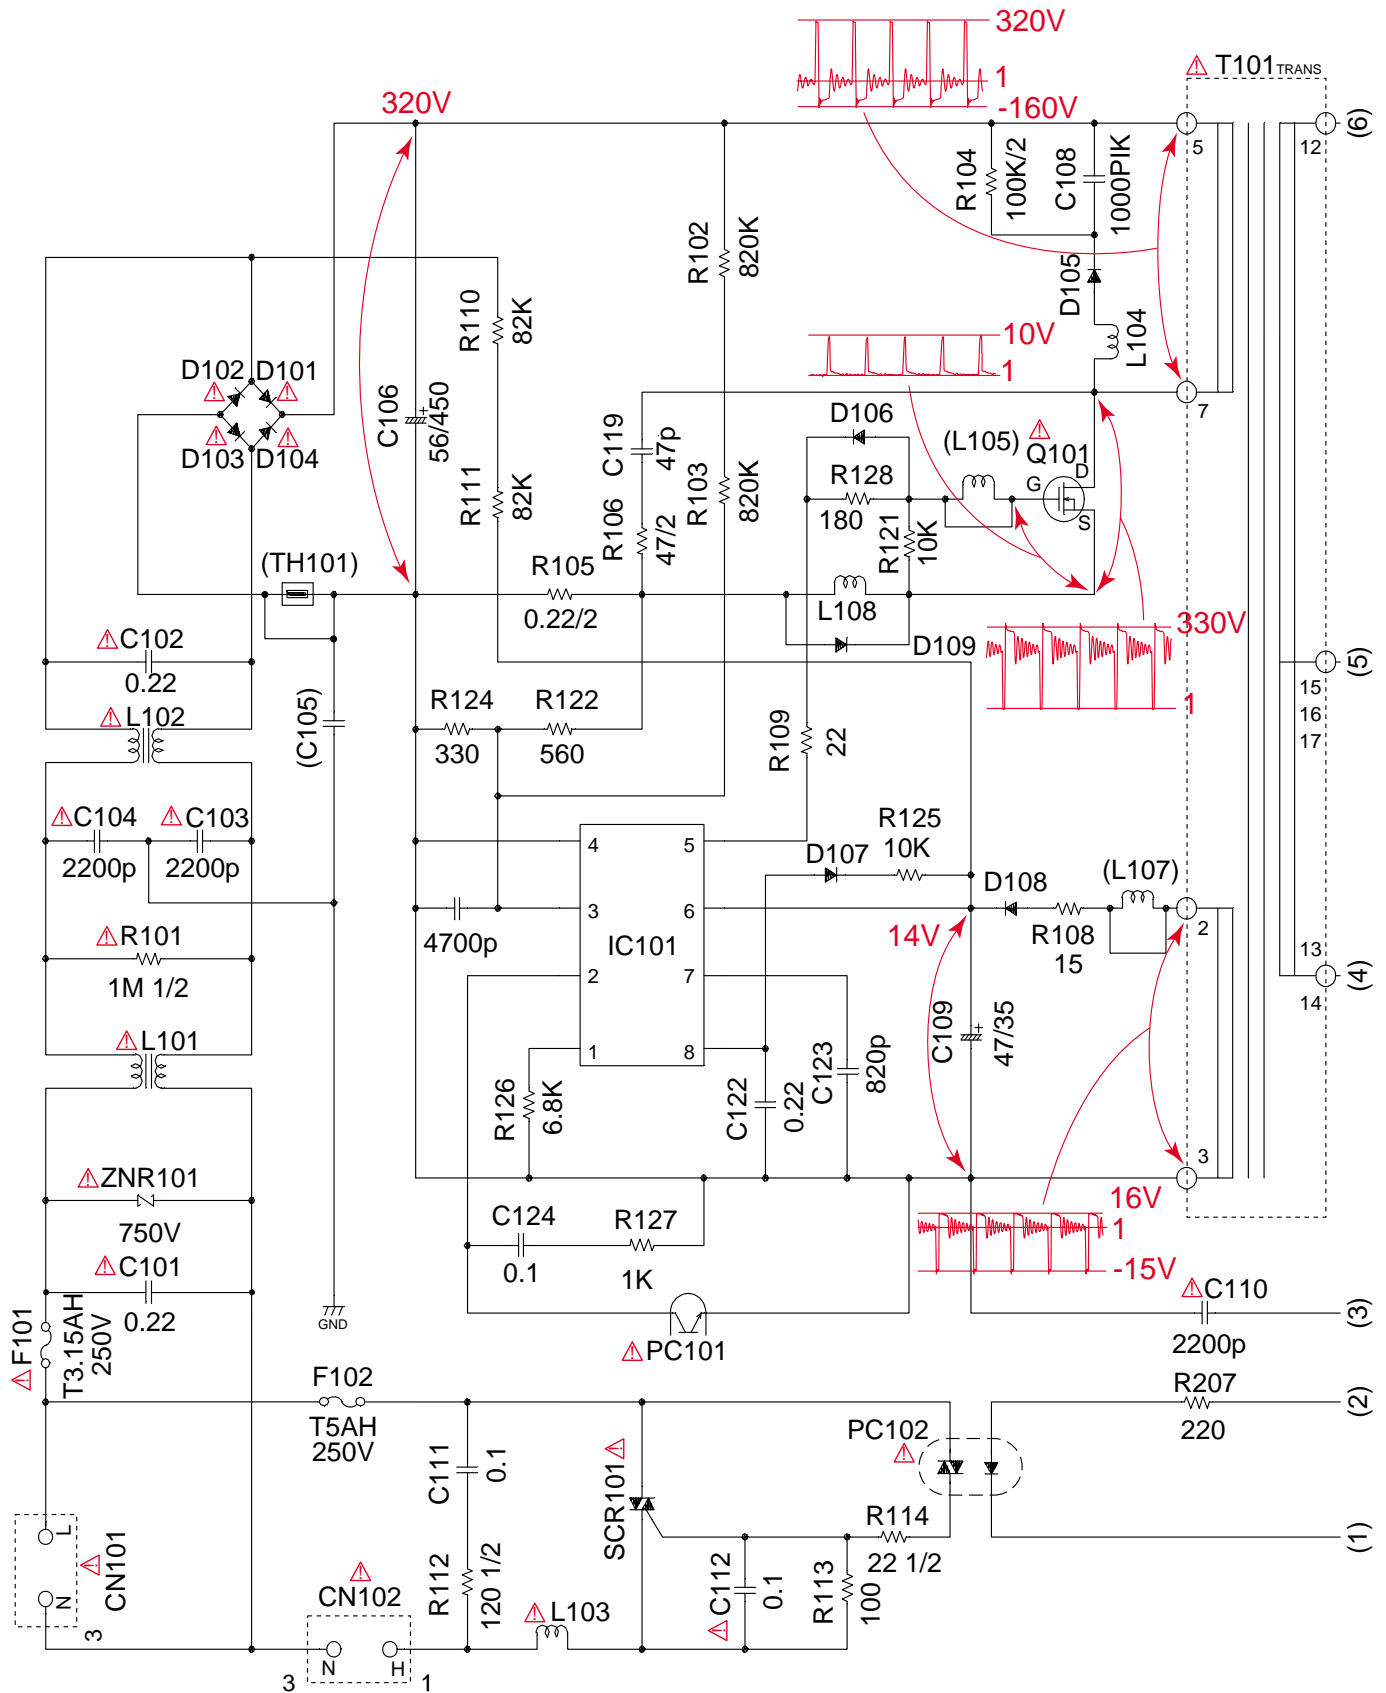 320V
1
-160V
T101 TRANS
320V
5
12
(6)
R104
100K/2
C108
1000PIK
R102
820K
D105
L104
R110
82K
10V
1
D102
D101
D103
D104
C106
+
56/450
7
D106
(L105)
Q101
D
G
S
C119
47p
R128
180
R111
82K
R103
820K
R106
47/2
R121
10K
(TH101)
R105
0.22/2
L108
D109
330V
1
C102
0.22
15
16
17
(5)
L102
(C105)
R124
330
R122
560
R109
22
C104
2200p
C103
2200p
4
5
R125
10K
D107
D108
(L107)
3
6
IC101
4700p
14V
R108
15
2
R101
1M 1/2
2
7
13
14
(4)
C109
+
47/35
L101
1
8
R126
6.8K
C122
0.22
C123
820p
3
ZNR101
750V
C124
0.1
R127
1K
16V
1
-15V
C101
0.22
GND
F101
T3.15AH
250V
PC101
C110
2200p
(3)
F102
T5AH
250V
R207
220
(2)
PC102
C111
0.1
SCR101
R114
22 1/2
(1)
L
N
CN101
3
CN102
R112
120 1/2
C112
0.1
R113
100
L103
N
H
3
1